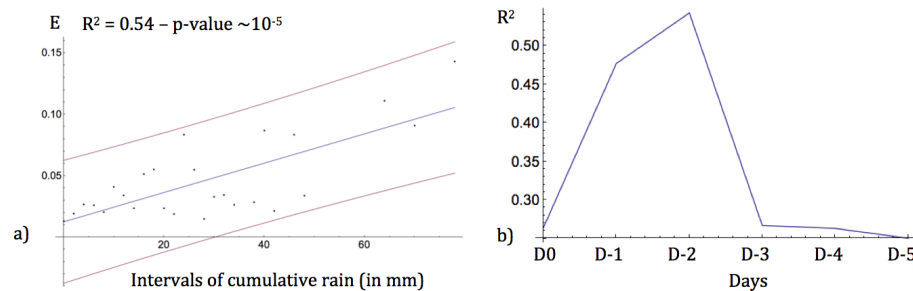 E R² = 0.54 – p-value ~10⁻⁵
0.15
0.10
0.05
20
40
60
a)
Intervals of cumulative rain (in mm)
R²
0.50
0.45
0.40
0.35
0.30
D0 D-1 D-2 D-3 D-4 D-5
b)
Days